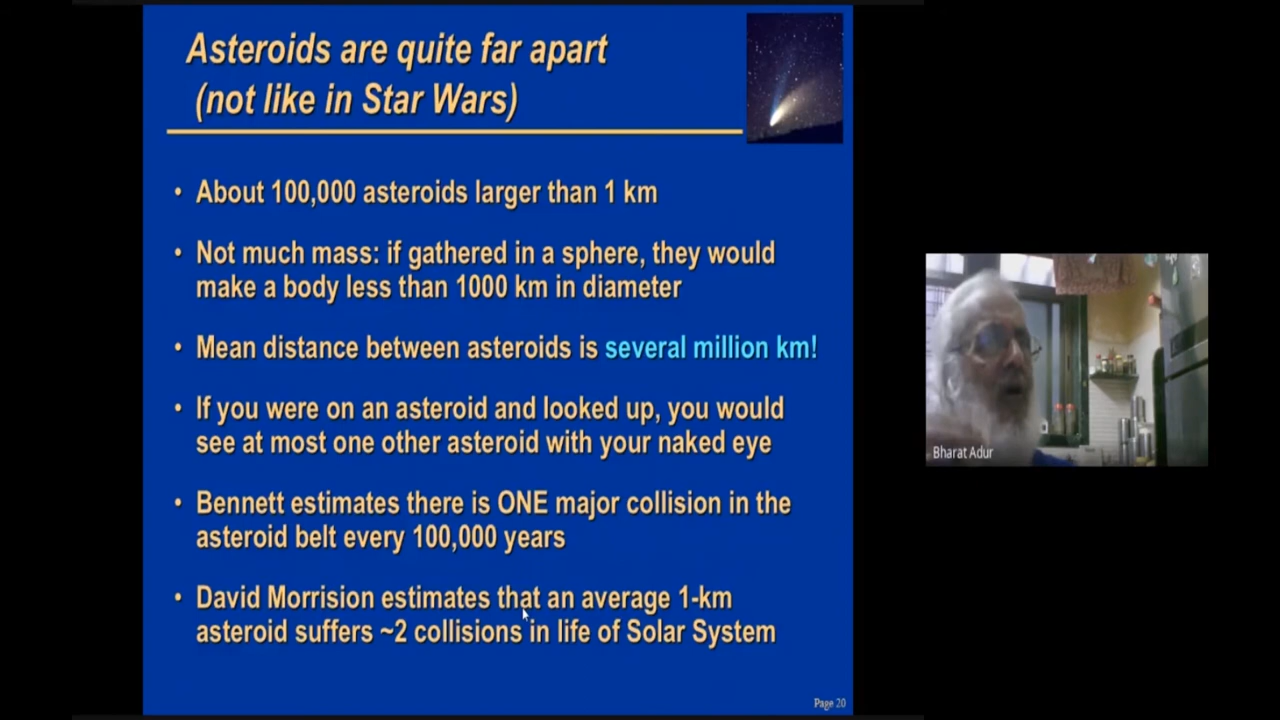 Asteroids are quite far apart
(not like in Star Wars)
• About 100,000 asteroids larger than 1 km
• Not much mass: if gathered in a sphere, they would
make a body less than 1000 km in diameter
• Mean distance between asteroids is several million km!
• If you were on an asteroid and looked up, you would
see at most one other asteroid with your naked eye
• Bennett estimates there is ONE major collision in the
asteroid belt every 100,000 years
• David Morrision estimates that an average 1-km
asteroid suffers ~2 collisions in life of Solar System
Page 20
Bharat Adur